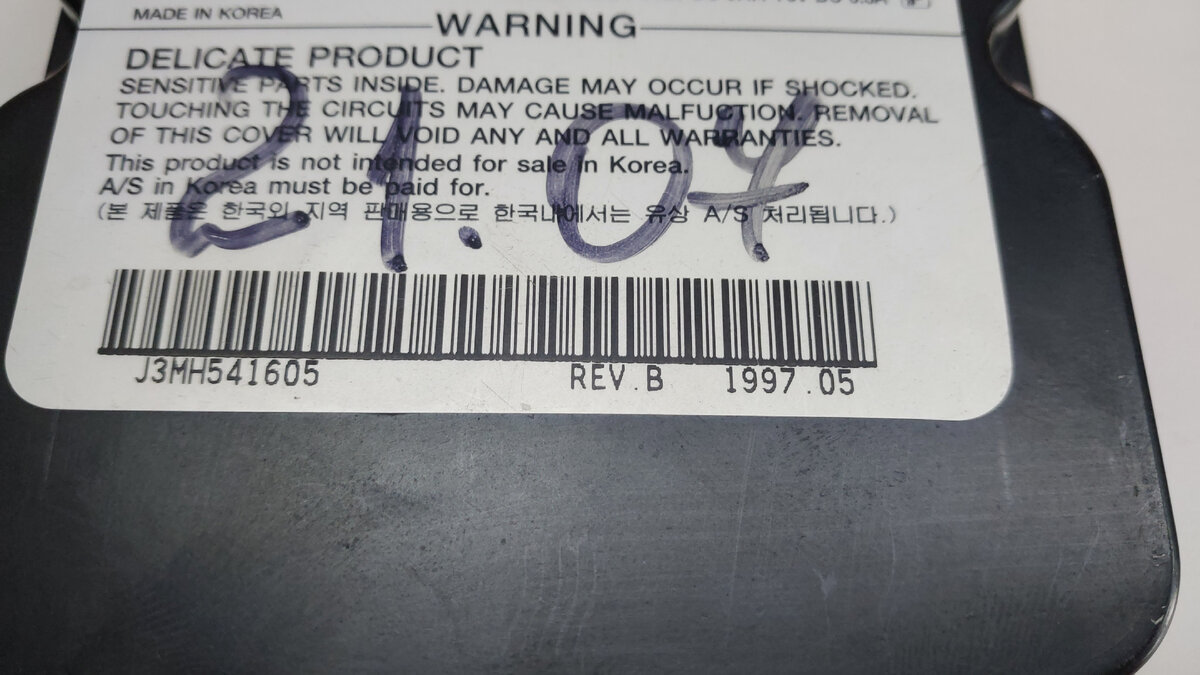 MADE IN KOREA
WARNING
DELICATE PRODUCT
SENSITIVE PARTS INSIDE. DAMAGE MAY OCCUR IF SHOCKED.
TOUCHING THE CIRCUITS MAY CAUSE MALFUCTION. REMOVAL
OF THIS COVER WILL VOID ANY AND ALL WARRANTIES.
This product is not intended for sale in Korea.
A/S in Korea must be paid for.
(본 제품은 한국외 지역 판매용으로 한국내에서는 유상 A/S 처리됩니다.)
21.04
J3MH541605 REV.B 1997.05